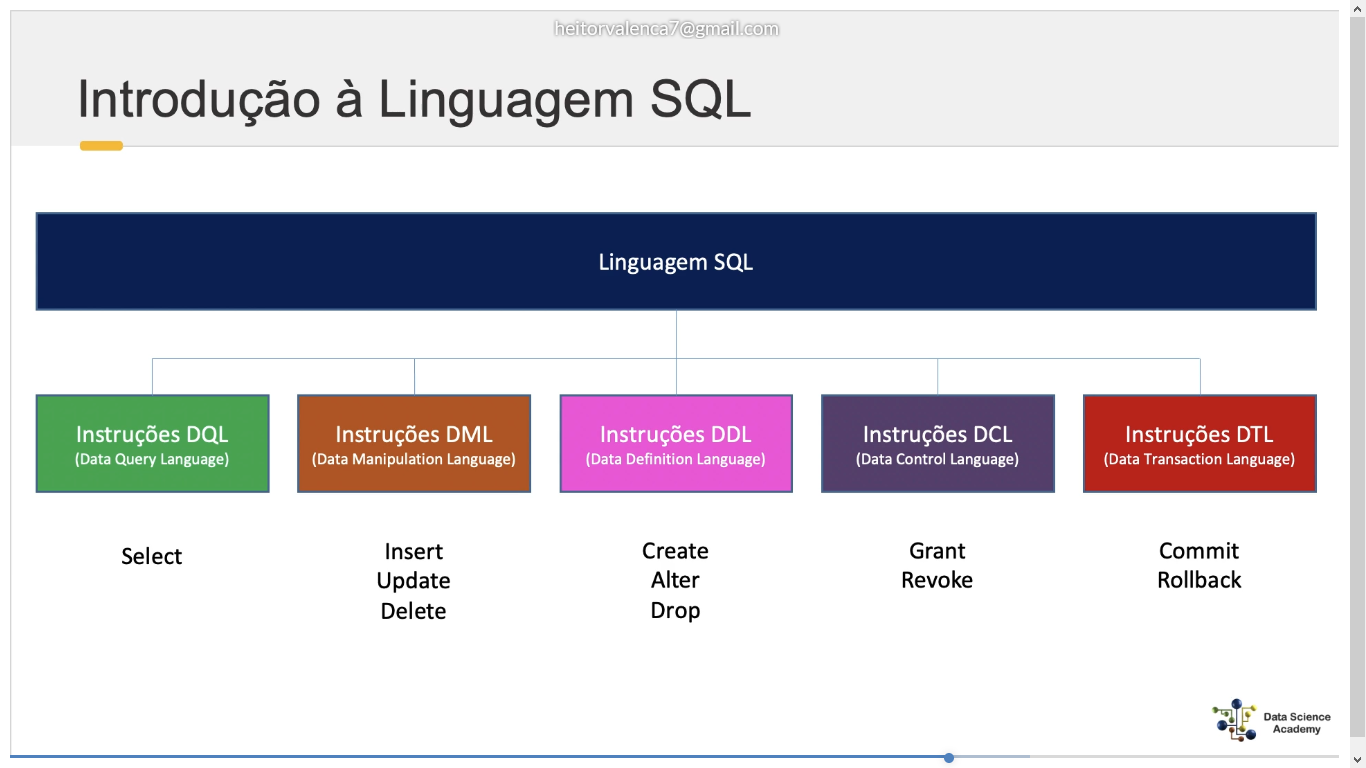 heitorvalenca7@gmail.com
Introdução à Linguagem SQL
Linguagem SQL
Instruções DQL
(Data Query Language)
Instruções DML
(Data Manipulation Language)
Instruções DDL
(Data Definition Language)
Instruções DCL
(Data Control Language)
Instruções DTL
(Data Transaction Language)
Select
Insert
Update
Delete
Create
Alter
Drop
Grant
Revoke
Commit
Rollback
Data Science
Academy